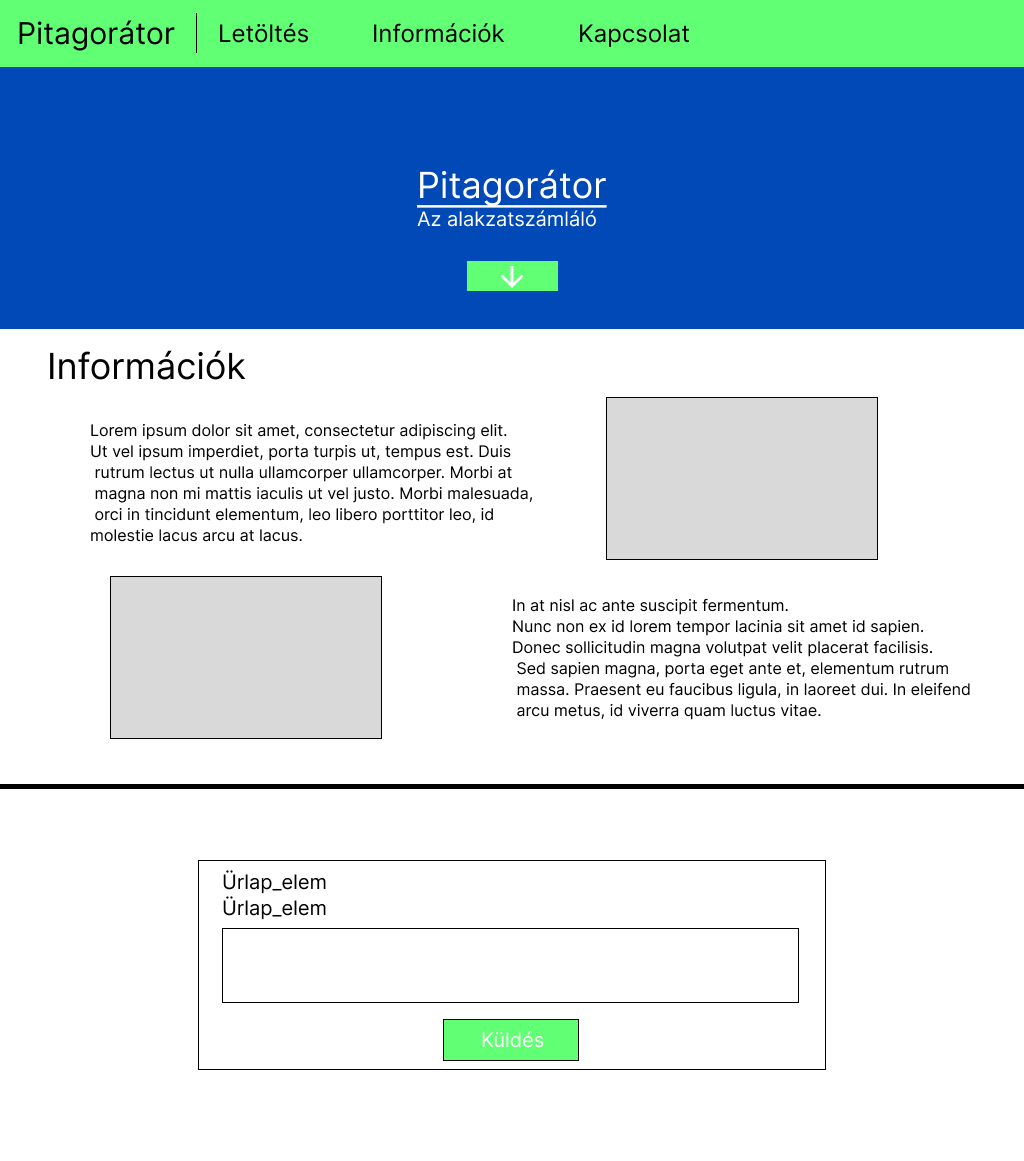 Pitagorátor
Letöltés
Információk
Kapcsolat
Pitagorátor
Az alakzatszámláló
Információk
Lorem ipsum dolor sit amet, consectetur adipiscing elit.
Ut vel ipsum imperdiet, porta turpis ut, tempus est. Duis
rutrum lectus ut nulla ullamcorper ullamcorper. Morbi at
magna non mi mattis iaculis ut vel justo. Morbi malesuada,
orci in tincidunt elementum, leo libero porttitor leo, id
molestie lacus arcu at lacus.
In at nisl ac ante suscipit fermentum.
Nunc non ex id lorem tempor lacinia sit amet id sapien.
Donec sollicitudin magna volutpat velit placerat facilisis.
Sed sapien magna, porta eget ante et, elementum rutrum
massa. Praesent eu faucibus ligula, in laoreet dui. In eleifend
arcu metus, id viverra quam luctus vitae.
Ürlap_elem
Ürlap_elem
Küldés